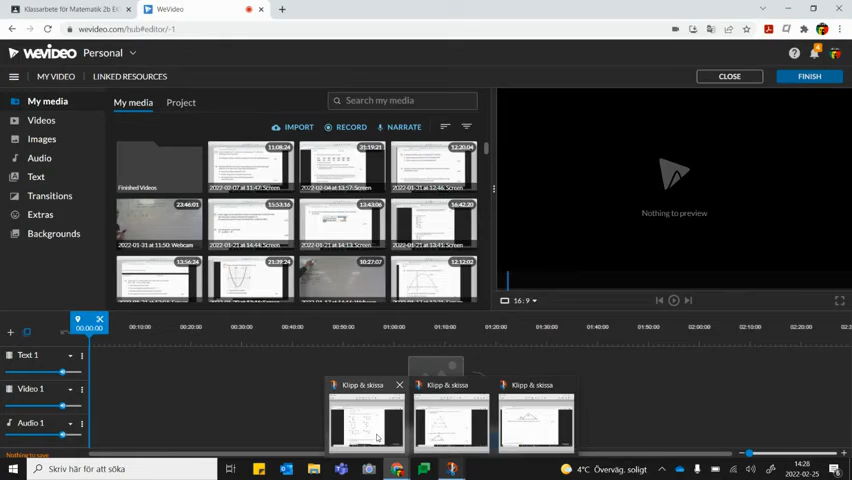 Klassarbete för Matematik 2b EK
WeVideo
wevideo.com/hub#editor/-1
wevideo
Personal
4
MY VIDEO
LINKED RESOURCES
CLOSE
FINISH
My media
Videos
Images
Audio
Text
Transitions
Extras
Backgrounds
My media
Project
Search my media
IMPORT
RECORD
NARRATE
Finished Videos
11:08:24
2022-02-07 at 11:47: Screen
31:19:21
2022-02-04 at 13:57: Screen
12:20:04
2022-01-31 at 12:46: Screen
23:46:01
2022-01-31 at 11:50: Webcam
15:53:16
2022-01-21 at 14:44: Screen
13:43:06
2022-01-21 at 14:13: Screen
16:42:20
2022-01-21 at 13:41: Screen
13:56:24
21:39:24
10:27:07
12:12:02
Nothing to preview
16:9
00:00:00
00:10:00
00:20:00
00:30:00
00:40:00
00:50:00
01:00:00
01:10:00
01:20:00
01:30:00
01:40:00
01:50:00
02:00:00
02:10:00
02:20:00
Text 1
Video 1
Audio 1
Nothing to save
Klipp & skissa
Klipp & skissa
Klipp & skissa
Skriv här för att söka
4°C Överväg. soligt
14:28
2022-02-25